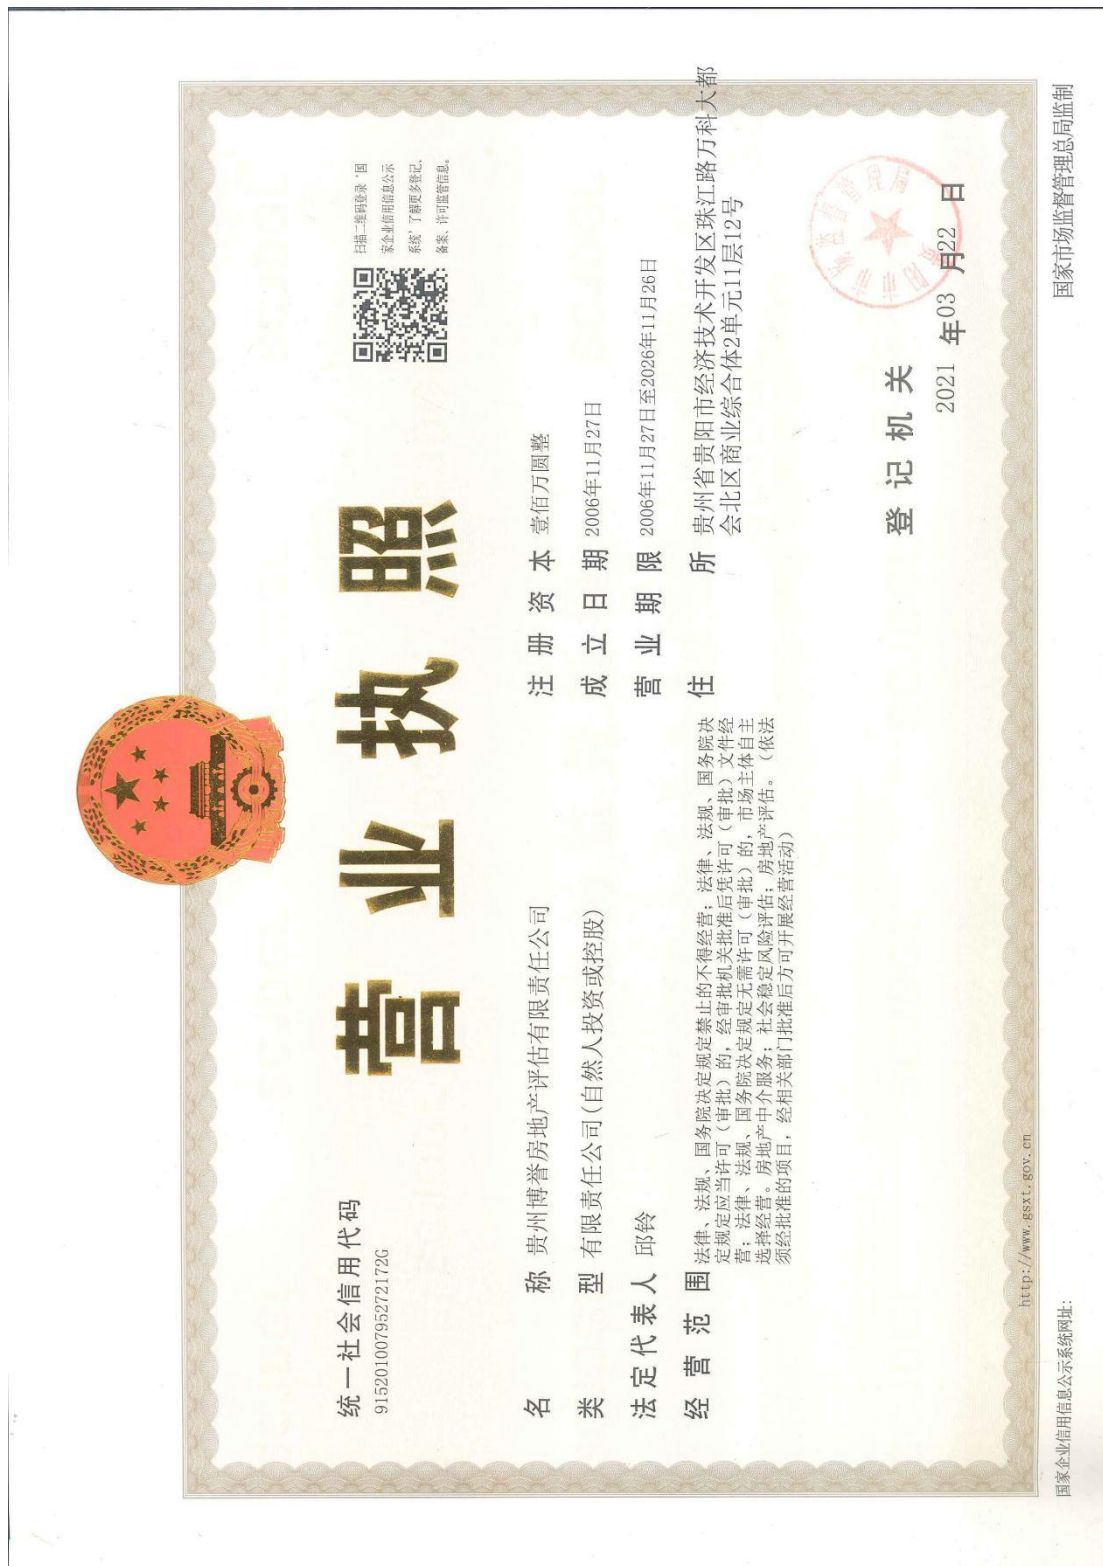 统一社会信用代码
91520100795272172G
营业执照
扫描二维码登录‘国
家企业信用信息公示
系统’了解更多登记、
备案、许可监管信息。
名称 贵州博誉房地产评估有限责任公司
类型 有限责任公司(自然人投资或控股)
法定代表人 邱铃
经营范围 法律、法规、国务院决定规定禁止的不得经营；法律、法规、国务院决
定规定应当许可（审批）的，经审批机关批准后凭许可（审批）文件经
营；法律、法规、国务院决定规定无需许可（审批）的，市场主体自主
选择经营。房地产中介服务；社会稳定风险评估；房地产评估。（依法
须经批准的项目，经相关部门批准后方可开展经营活动）
注册资本 壹佰万圆整
成立日期 2006年11月27日
营业期限 2006年11月27日至2026年11月26日
住所 贵州省贵阳市经济技术开发区珠江路万科大都
会北区商业综合体2单元11层12号
登记机关
贵阳市市场监督管理局
2021年03月22日
国家企业信用信息公示系统网址:
http://www.gsxt.gov.cn
国家市场监督管理总局监制